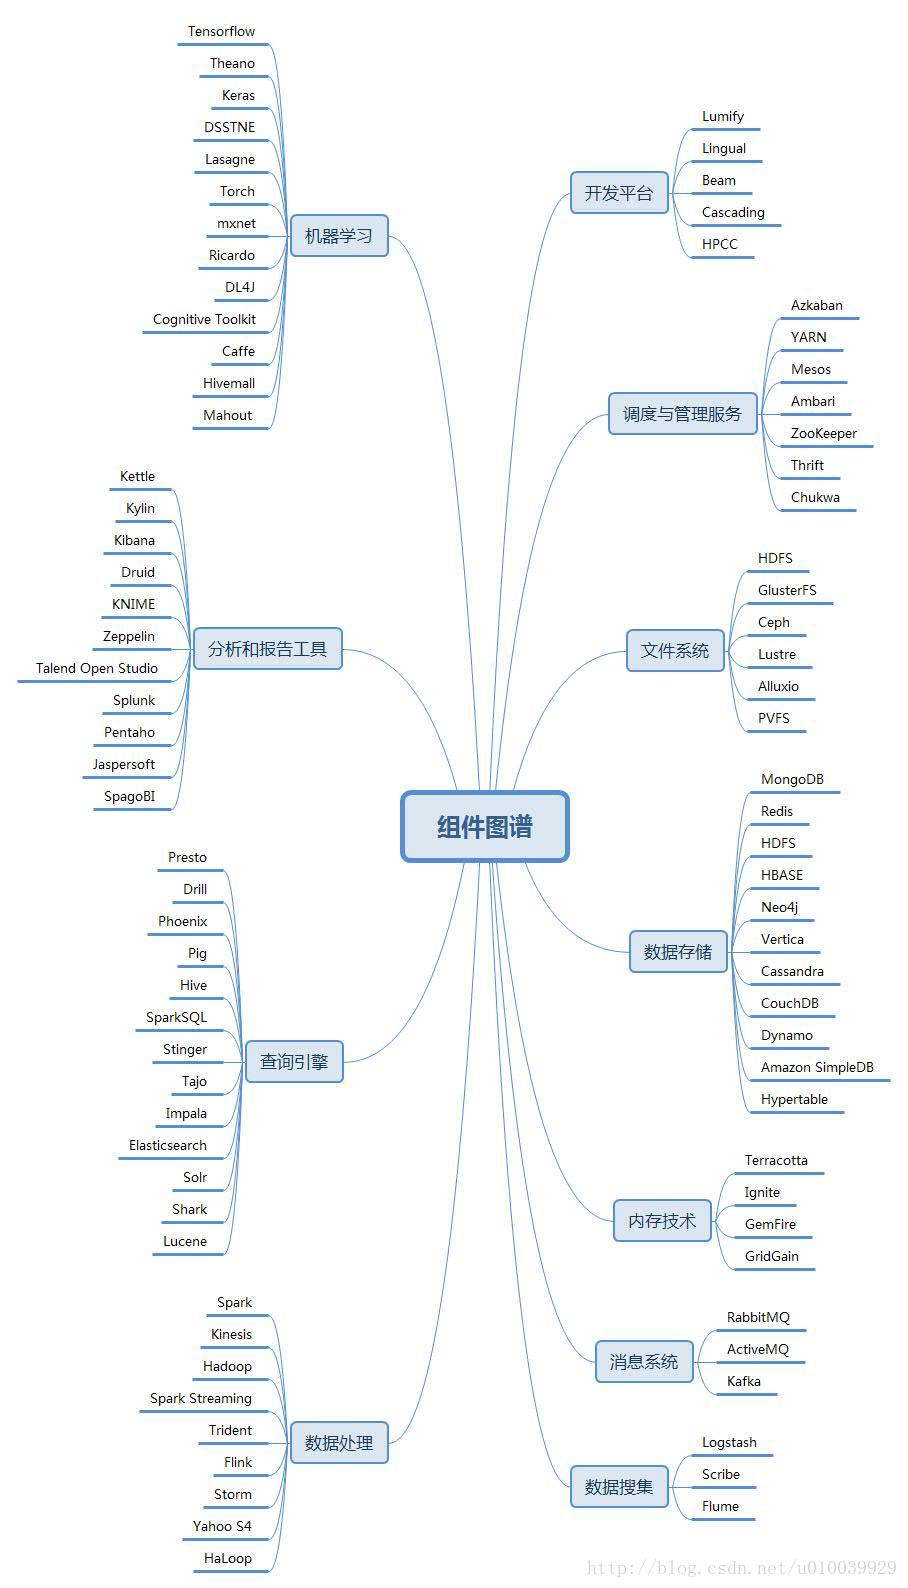 组件图谱
开发平台
Lumify
Lingual
Beam
Cascading
HPCC
调度与管理服务
Azkaban
YARN
Mesos
Ambari
ZooKeeper
Thrift
Chukwa
文件系统
HDFS
GlusterFS
Ceph
Lustre
Alluxio
PVFS
数据存储
MongoDB
Redis
HDFS
HBASE
Neo4j
Vertica
Cassandra
CouchDB
Dynamo
Amazon SimpleDB
Hypertable
内存技术
Terracotta
Ignite
GemFire
GridGain
消息系统
RabbitMQ
ActiveMQ
Kafka
数据搜集
Logstash
Scribe
Flume
机器学习
Tensorflow
Theano
Keras
DSSTNE
Lasagne
Torch
mxnet
Ricardo
DL4J
Cognitive Toolkit
Caffe
Hivemall
Mahout
分析和报告工具
Kettle
Kylin
Kibana
Druid
KNIME
Zeppelin
Talend Open Studio
Splunk
Pentaho
Jaspersoft
SpagoBI
查询引擎
Presto
Drill
Phoenix
Pig
Hive
SparkSQL
Stinger
Tajo
Impala
Elasticsearch
Solr
Shark
Lucene
数据处理
Spark
Kinesis
Hadoop
Spark Streaming
Trident
Flink
Storm
Yahoo S4
HaLoop
http://blog.csdn.net/u010039929